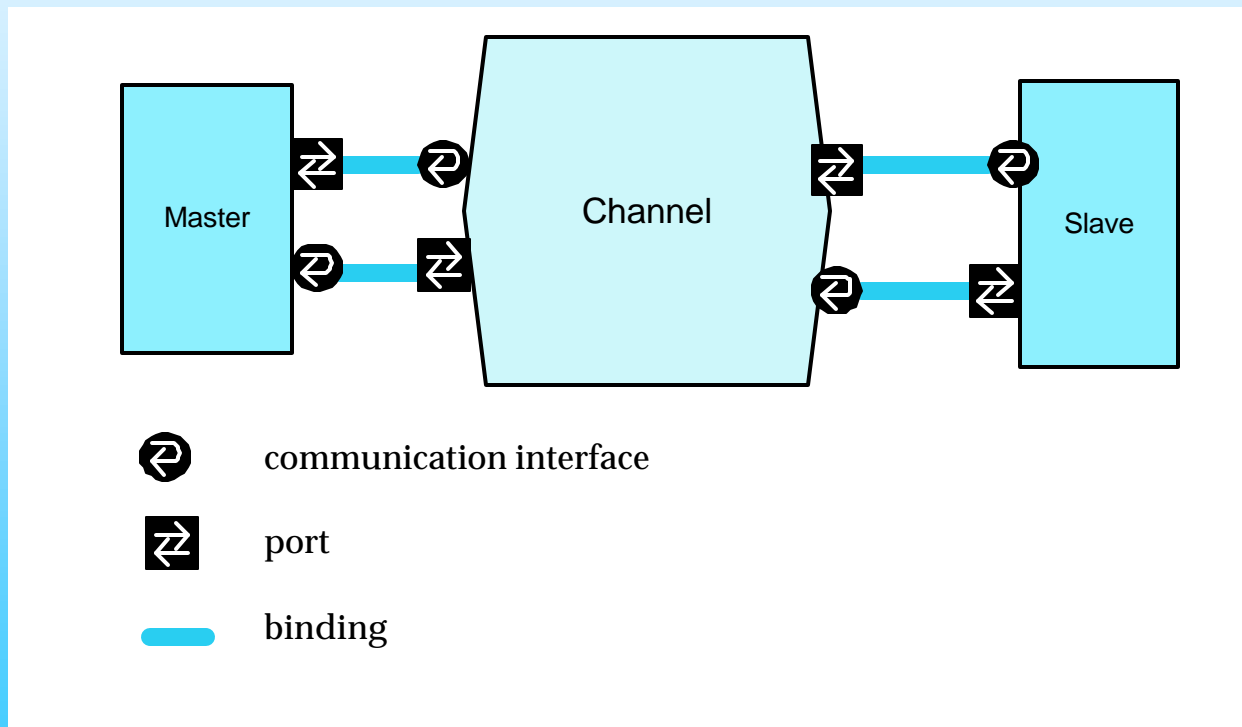 Master
Channel
Slave
communication interface
port
binding